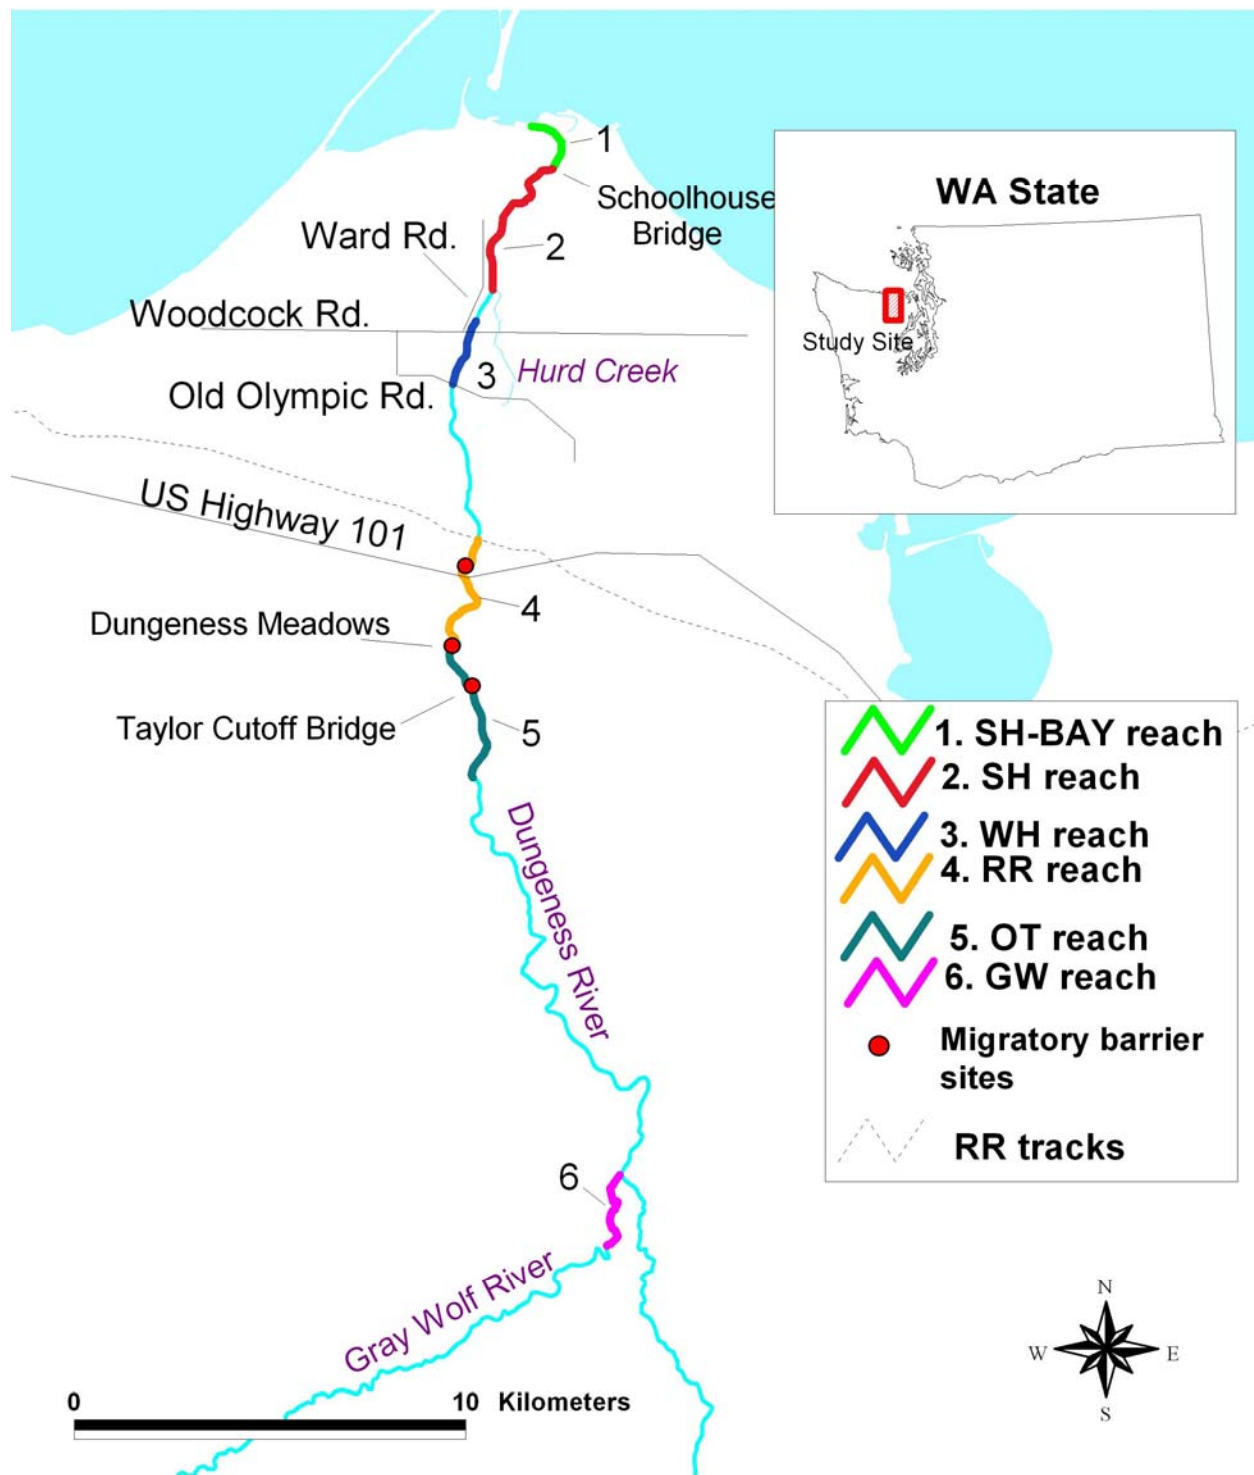 1
Schoolhouse
Bridge
WA State
Ward Rd.
2
Woodcock Rd.
Study Site
3
Hurd Creek
Old Olympic Rd.
US Highway 101
4
Dungeness Meadows
Taylor Cutoff Bridge
5
1. SH-BAY reach
2. SH reach
3. WH reach
4. RR reach
5. OT reach
6. GW reach
Migratory barrier
sites
RR tracks
Dungeness River
6
Gray Wolf River
N
W
E
S
0
10
Kilometers